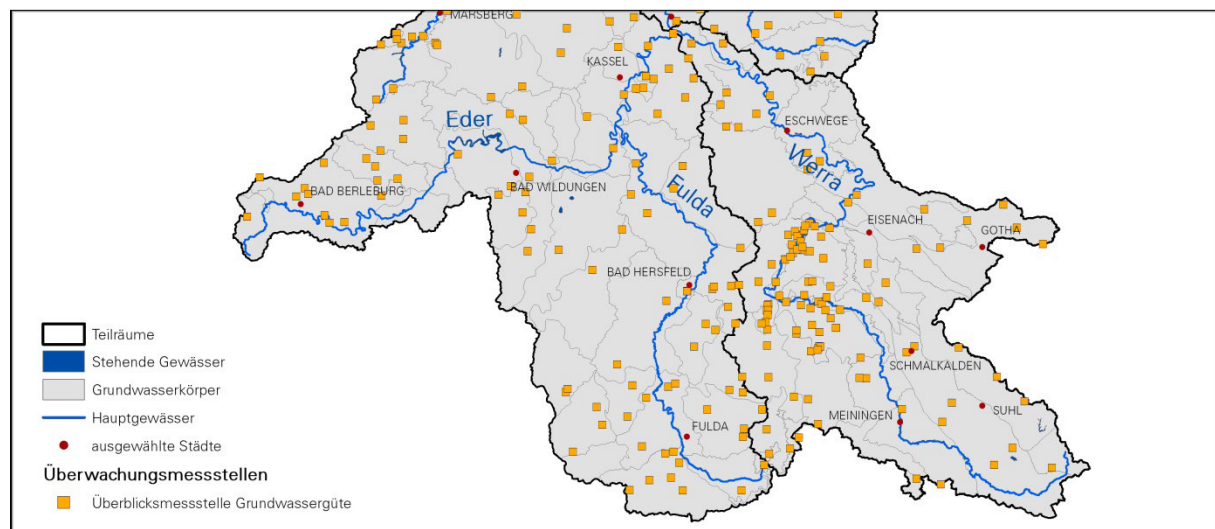 MARSBERG
KASSEL
Eder
ESCHWEGE
Werra
BAD BERLEBURG
BAD WILDUNGEN
Fulda
EISENACH
GOTHA
BAD HERSFELD
SCHMALKALDEN
MEININGEN
SUHL
FULDA
Teilräume
Stehende Gewässer
Grundwasserkörper
Hauptgewässer
ausgewählte Städte
Überwachungsmessstellen
Überblicksmessstelle Grundwassergüte